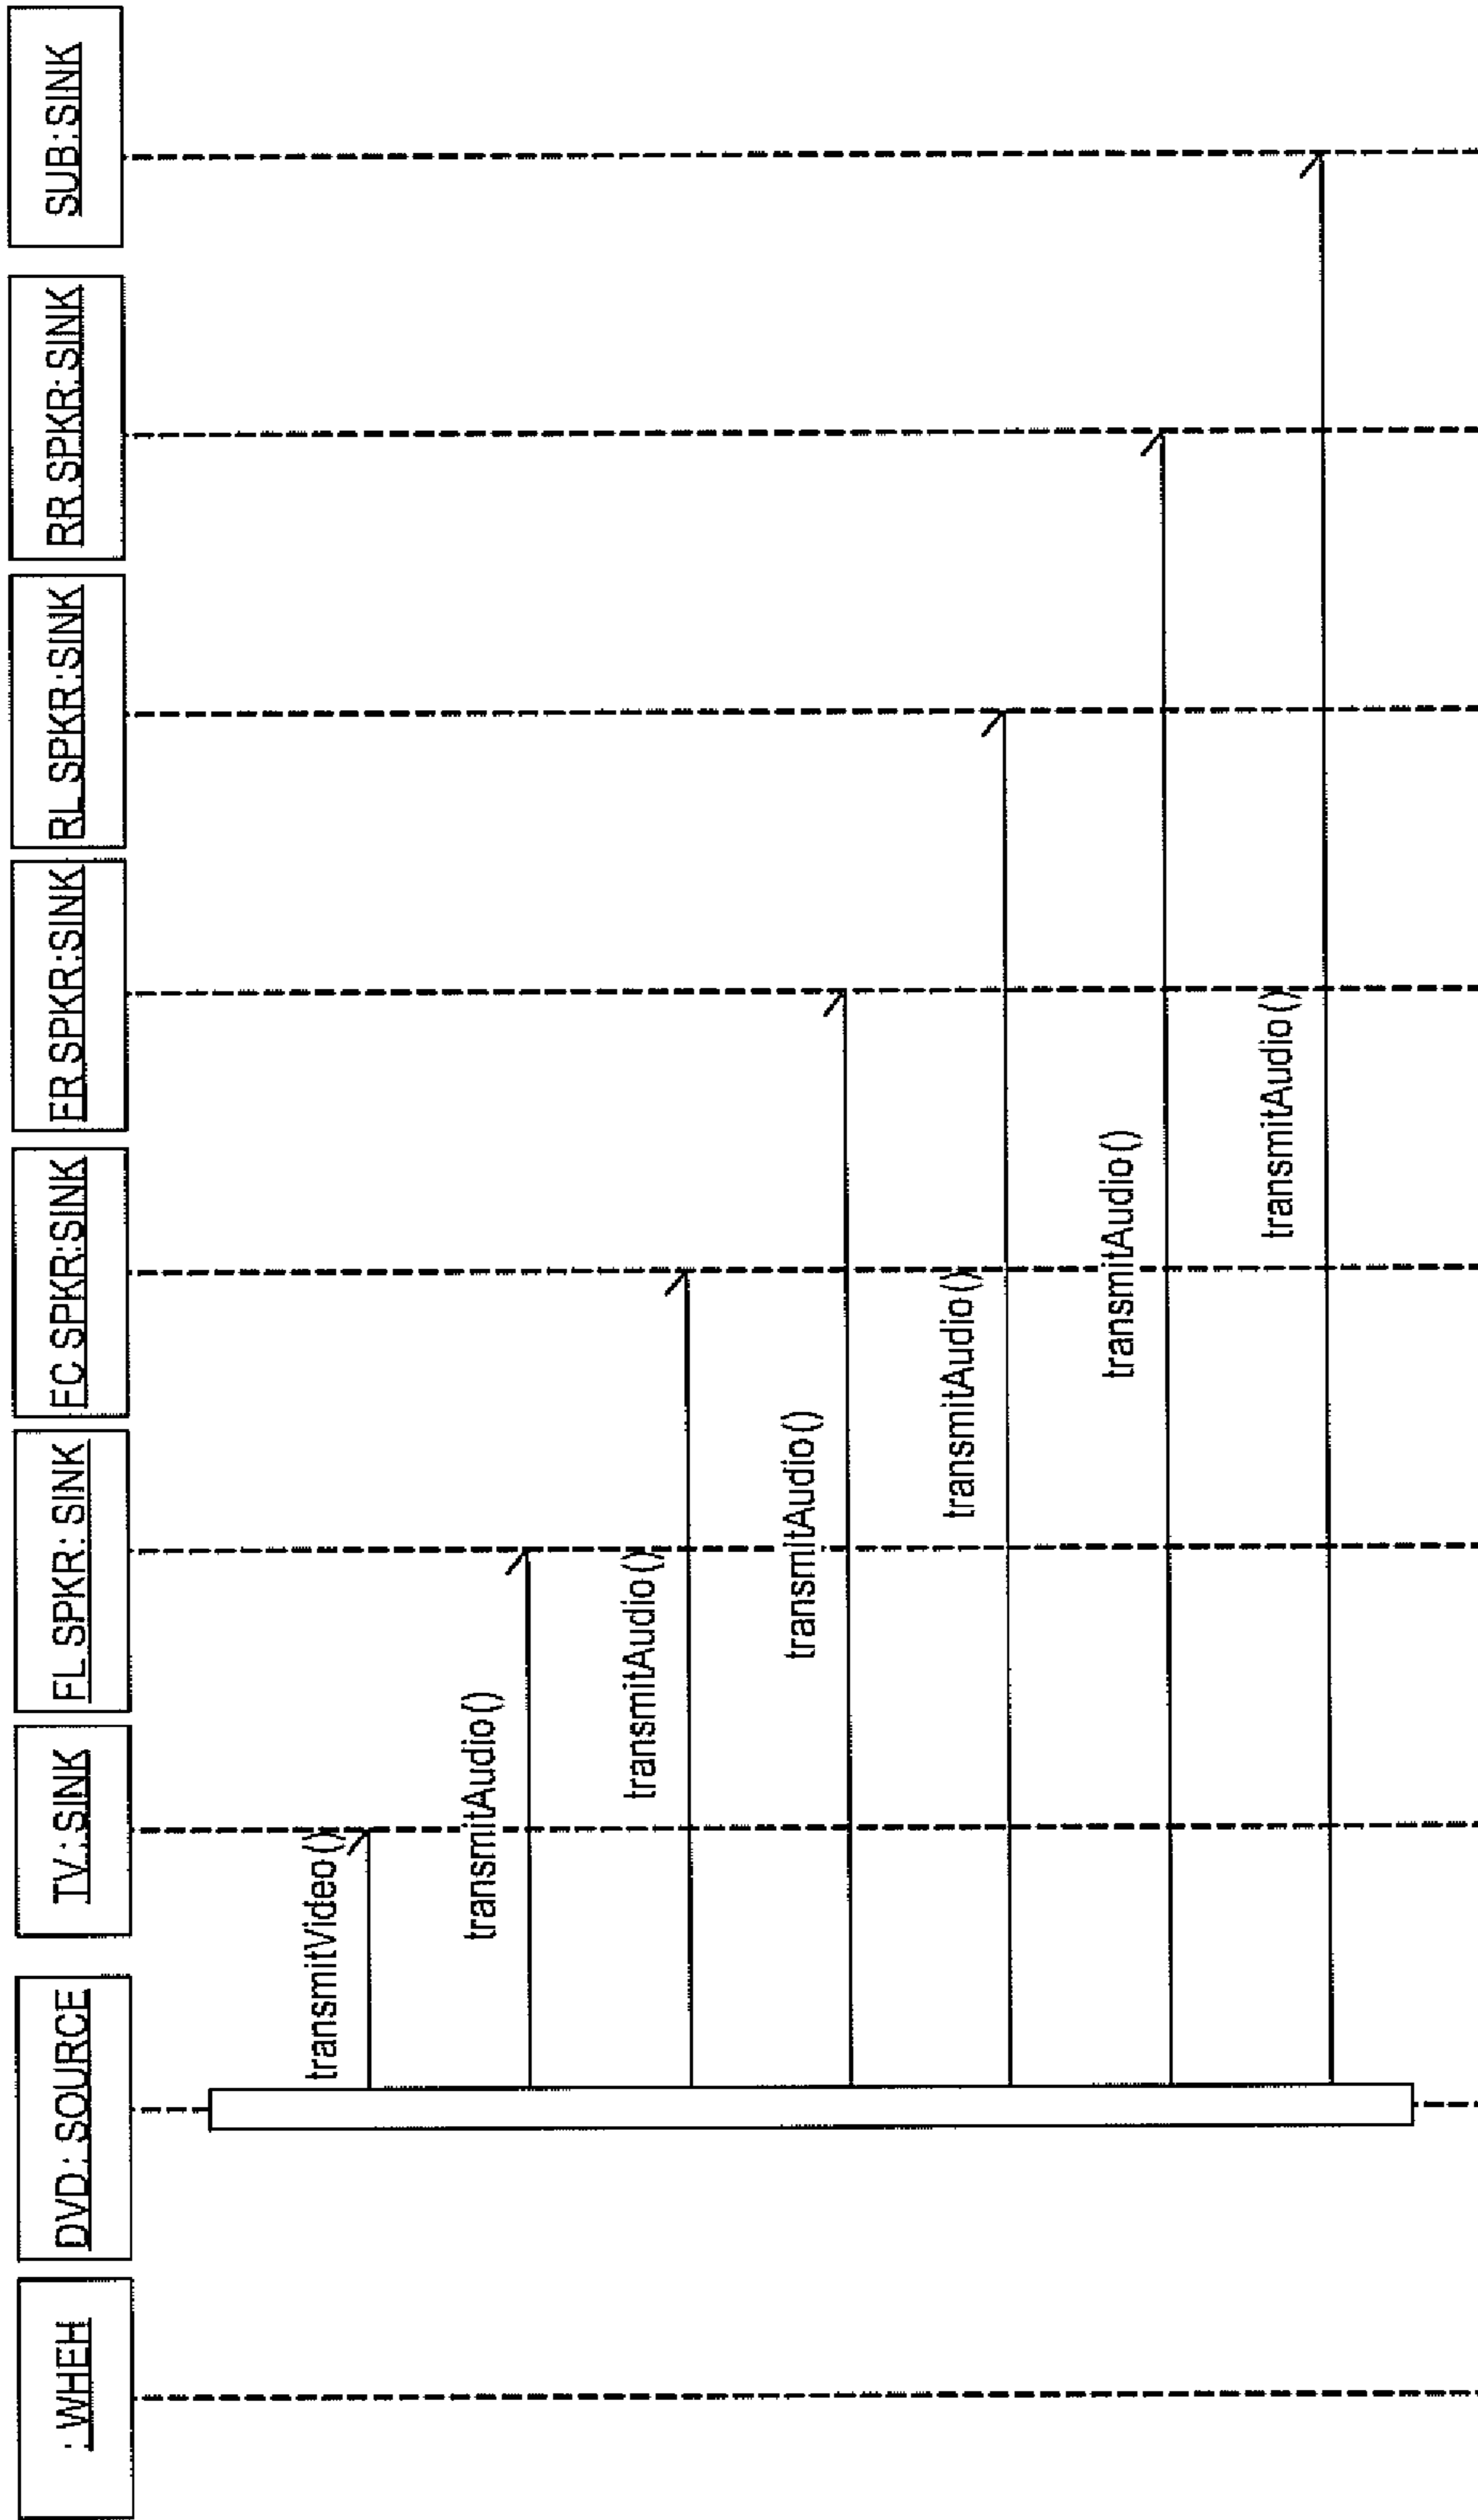 : WHEH
DVD : SOURCE
TV : SINK
FL SPKR : SINK
FC SPKR:SINK
FR SPKR:SINK
RL SPKR:SINK
RR SPKR: SINK
SUB: SINK
transmitVideo()
transmitAudio()
transmitAudio()
transmitAudio()
transmitAudio()
transmitAudio()
transmitAudio()